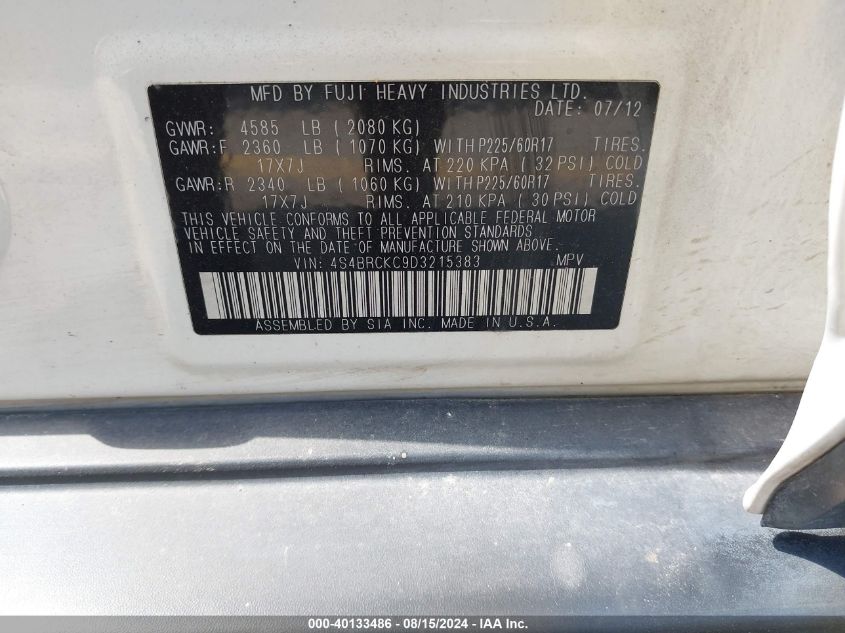 MFD BY FUJI HEAVY INDUSTRIES LTD.
DATE: 07/12
GVWR: 4585 LB ( 2080 KG)
GAWR:F 2360 LB ( 1070 KG) WITH P225/60R17 TIRES.
17X7J RIMS. AT 220 KPA ( 32 PSI) COLD
GAWR:R 2340 LB ( 1060 KG) WITH P225/60R17 TIRES.
17X7J RIMS. AT 210 KPA ( 30 PSI) COLD
THIS VEHICLE CONFORMS TO ALL APPLICABLE FEDERAL MOTOR
VEHICLE SAFETY AND THEFT PREVENTION STANDARDS
IN EFFECT ON THE DATE OF MANUFACTURE SHOWN ABOVE.
VIN: 4S4BRCKC9D3215383 MPV
ASSEMBLED BY SIA INC. MADE IN U.S.A.
000-40133486 - 08/15/2024 - IAA Inc.